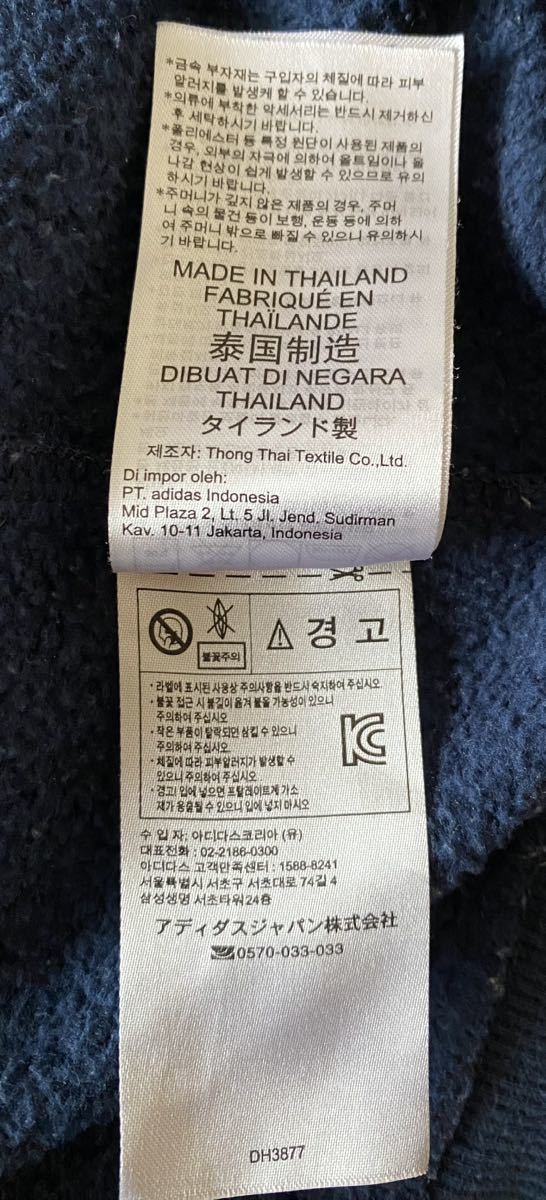 *금속 부자재는 구입자의 체질에 따라 피부
알러지를 발생케 할 수 있습니다.
*의류에 부착한 악세서리는 반드시 제거하신
후 세탁하시기 바랍니다.
*폴리에스터 등 특정 원단이 사용된 제품의
경우, 외부의 자극에 의하여 올트임이나 올
나감 현상이 쉽게 발생할 수 있으므로 유의
하시기 바랍니다.
*주머니가 깊지 않은 제품의 경우, 주머
니 속의 물건 등이 보행, 운동 등에 의하
여 주머니 밖으로 빠질 수 있으니 유의하시
기 바랍니다.
MADE IN THAILAND
FABRIQUÉ EN
THAÏLANDE
泰国制造
DIBUAT DI NEGARA
THAILAND
タイランド製
제조자: Thong Thai Textile Co.,Ltd.
Di impor oleh:
PT. adidas Indonesia
Mid Plaza 2, Lt. 5 Jl. Jend. Sudirman
Kav. 10-11 Jakarta, Indonesia
불꽃주의
경고
· 라벨에 표시된 사용상 주의사항을 반드시 숙지하여 주십시오.
· 불꽃 접근 시 불길이 옮겨 붙을 가능성이 있으니
주의하여 주십시오
· 작은 부품이 탈락되면 삼킬 수 있으니
주의하여 주십시오.
· 체질에 따라 피부알러지가 발생할 수
있으니 주의하여 주십시오
· 경고! 입에 넣으면 프탈레이트계 가소
제가 용출될 수 있으니 입에 넣지 마시오
수 입 자: 아디다스코리아 (유)
대표전화 : 02-2186-0300
아디다스 고객만족센터 : 1588-8241
서울특별시 서초구 서초대로 74길 4
삼성생명 서초타워24층
アディダスジャパン株式会社
0570-033-033
DH3877